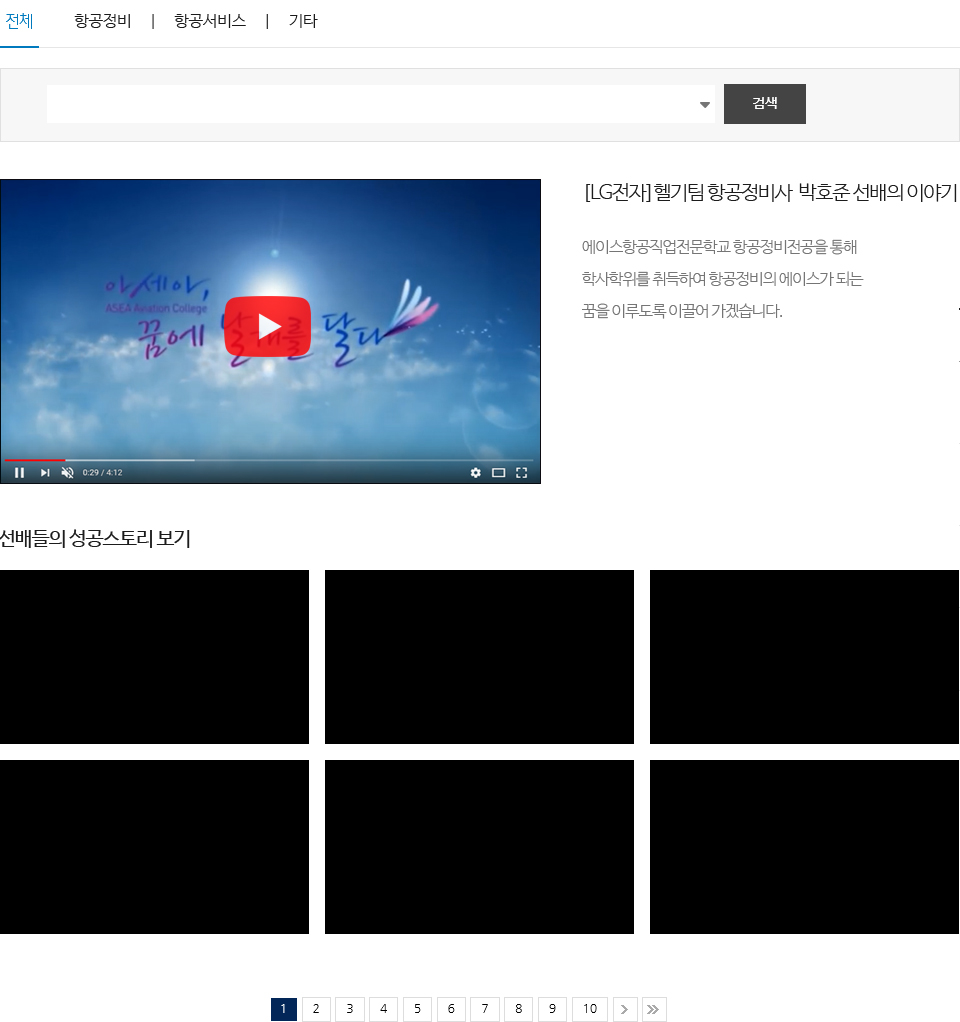 전체 항공정비 | 항공서비스 | 기타
검색
[LG전자]헬기팀 항공정비사 박호준 선배의 이야기
에이스항공직업전문학교 항공정비전공을 통해
학사학위를 취득하여 항공정비의 에이스가 되는
꿈을 이루도록 이끌어 가겠습니다.
아세아,
ASEA Aviation College
꿈에 날개를 달다
0:29 / 4:12
선배들의 성공스토리 보기
1 2 3 4 5 6 7 8 9 10